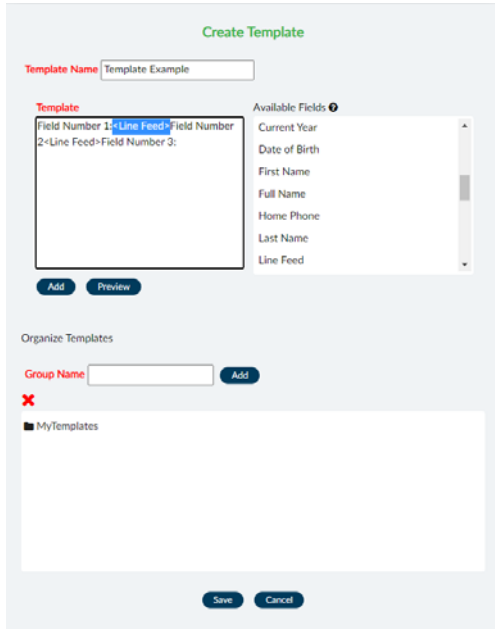 Create Template
Template Name Template Example
Template
Available Fields ?
Field Number 1:<Line Feed>Field Number
2<Line Feed>Field Number 3:
Current Year
Date of Birth
First Name
Full Name
Home Phone
Last Name
Line Feed
Add Preview
Organize Templates
Group Name Add
MyTemplates
Save Cancel